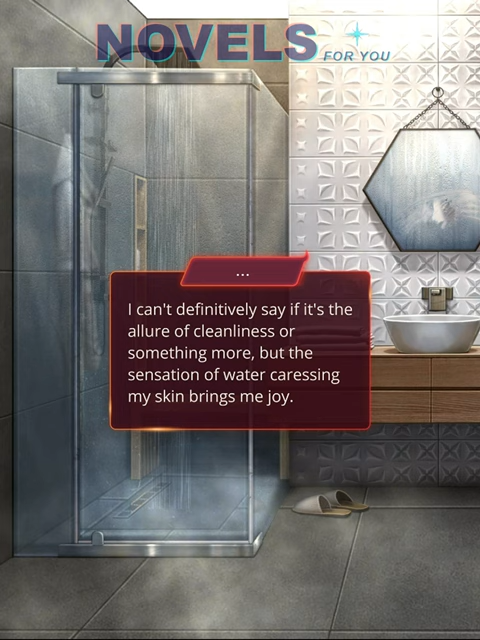 NOVELS
FOR YOU
...
I can't definitively say if it's the
allure of cleanliness or
something more, but the
sensation of water caressing
my skin brings me joy.